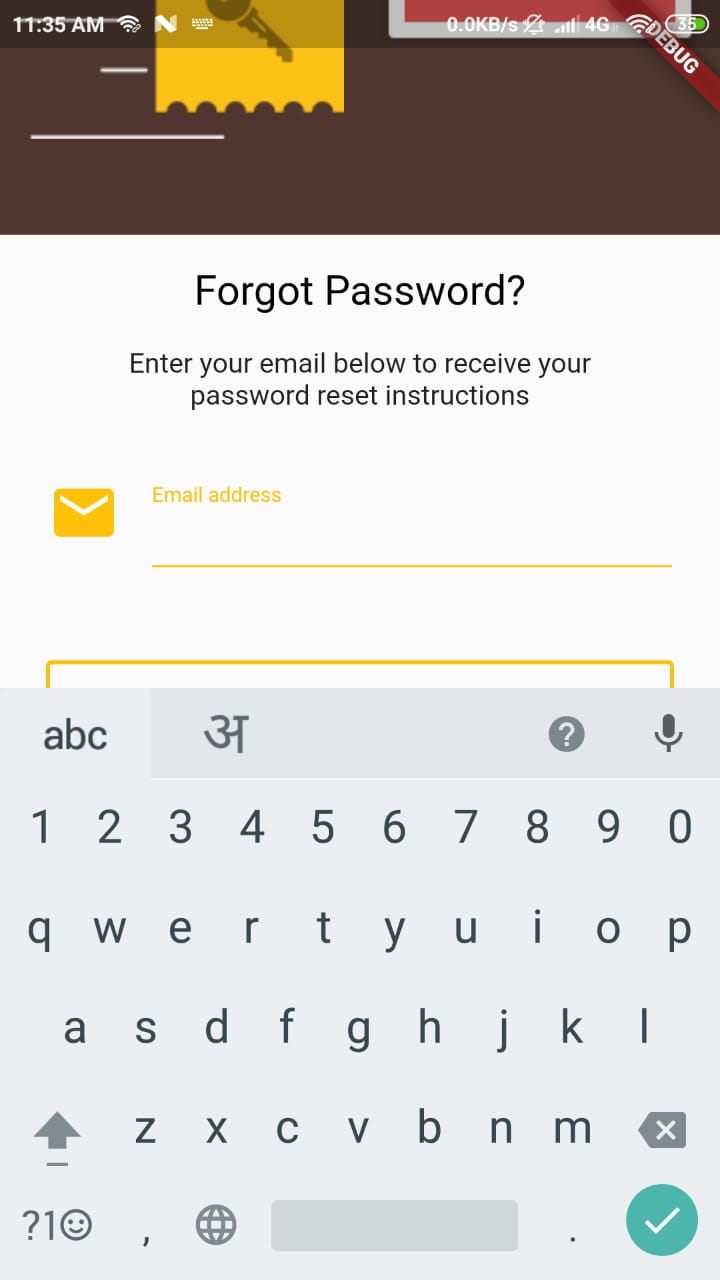 11:35 AM 0.0KB/s 4G 35
DEBUG
Forgot Password?
Enter your email below to receive your
password reset instructions
Email address
abc अ ?
1 2 3 4 5 6 7 8 9 0
q w e r t y u i o p
a s d f g h j k l
z x c v b n m
?1 , .